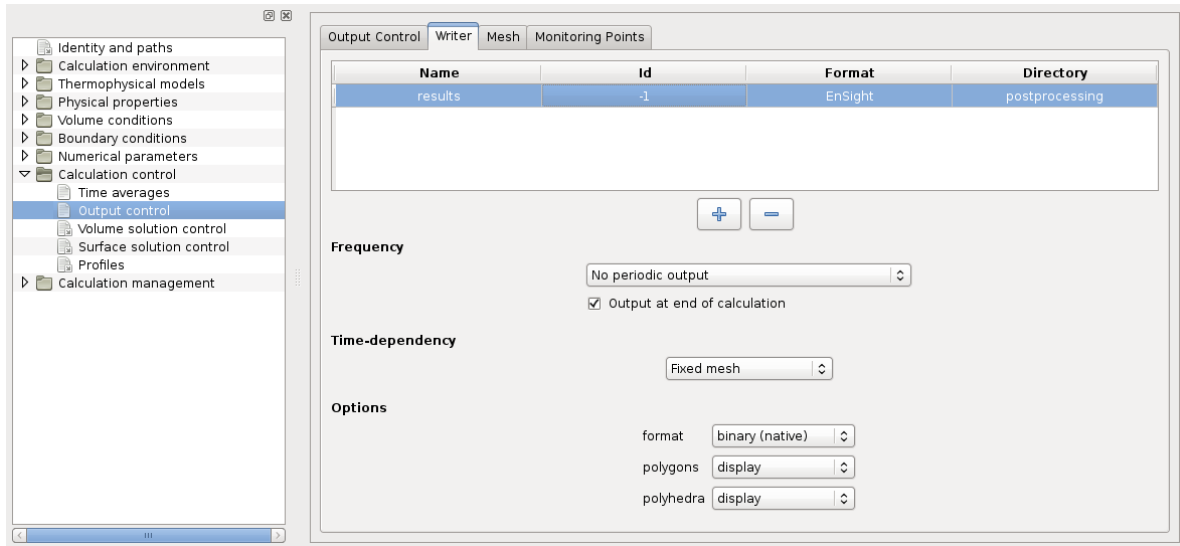 Identity and paths
Calculation environment
Thermophysical models
Physical properties
Volume conditions
Boundary conditions
Numerical parameters
Calculation control
Time averages
Output control
Volume solution control
Surface solution control
Profiles
Calculation management
Output Control Writer Mesh Monitoring Points
Name Id Format Directory
results -1 EnSight postprocessing
Frequency
No periodic output
Output at end of calculation
Time-dependency
Fixed mesh
Options
format binary (native)
polygons display
polyhedra display